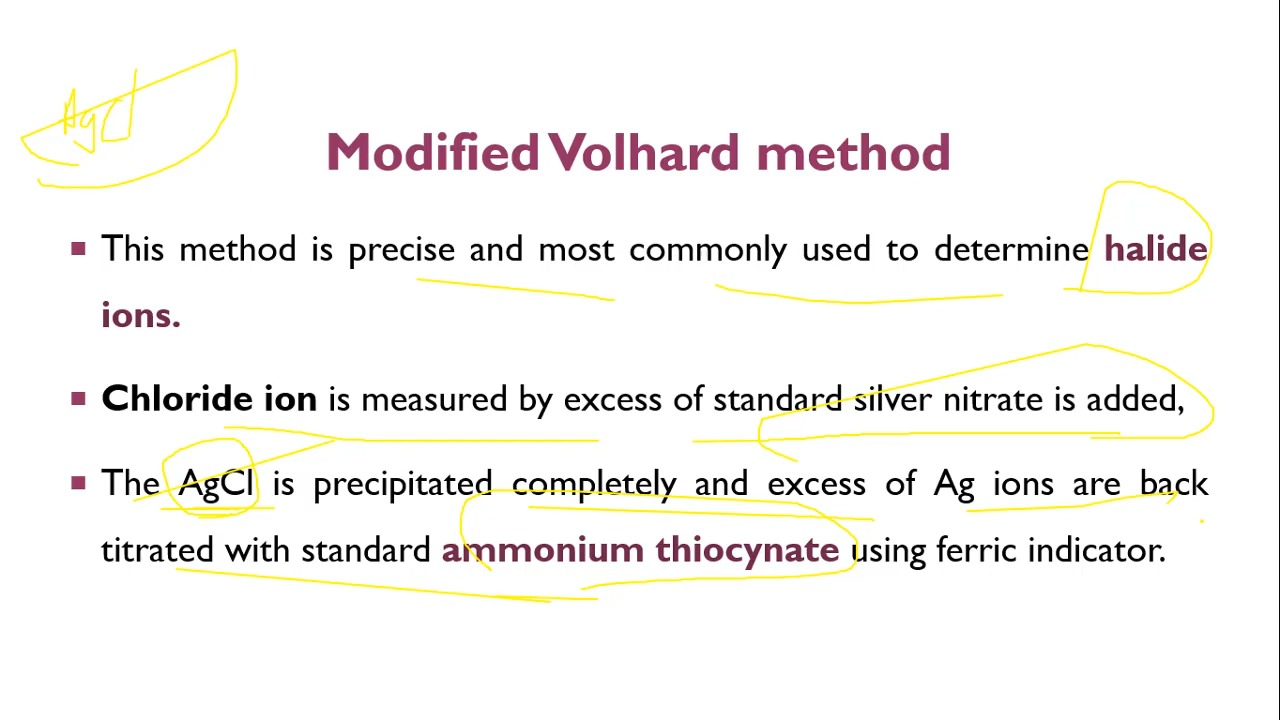 AgCl
Modified Volhard method
▪ This method is precise and most commonly used to determine halide
ions.
▪ Chloride ion is measured by excess of standard silver nitrate is added,
▪ The AgCl is precipitated completely and excess of Ag ions are back
titrated with standard ammonium thiocynate using ferric indicator.